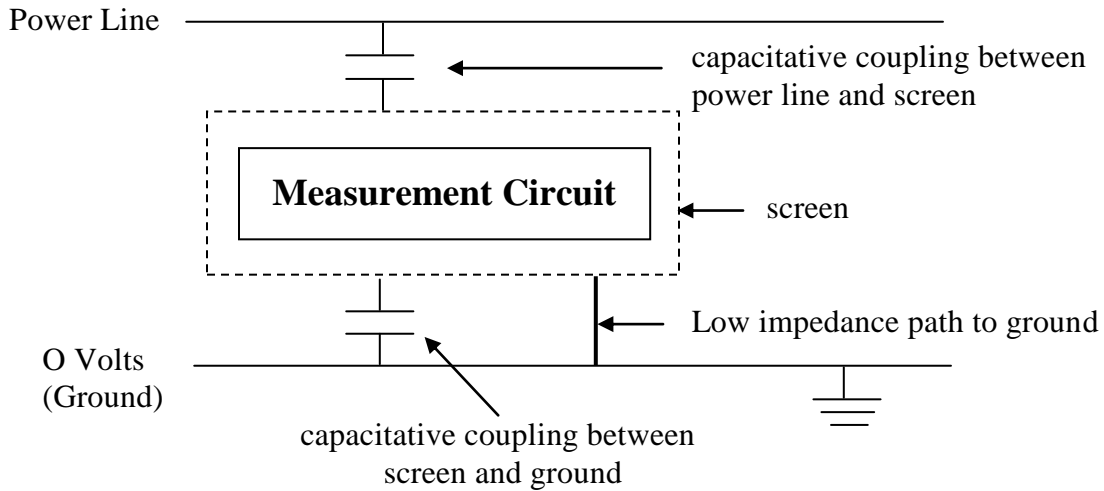 Power Line
capacitative coupling between
power line and screen
Measurement Circuit
screen
Low impedance path to ground
O Volts
(Ground)
capacitative coupling between
screen and ground